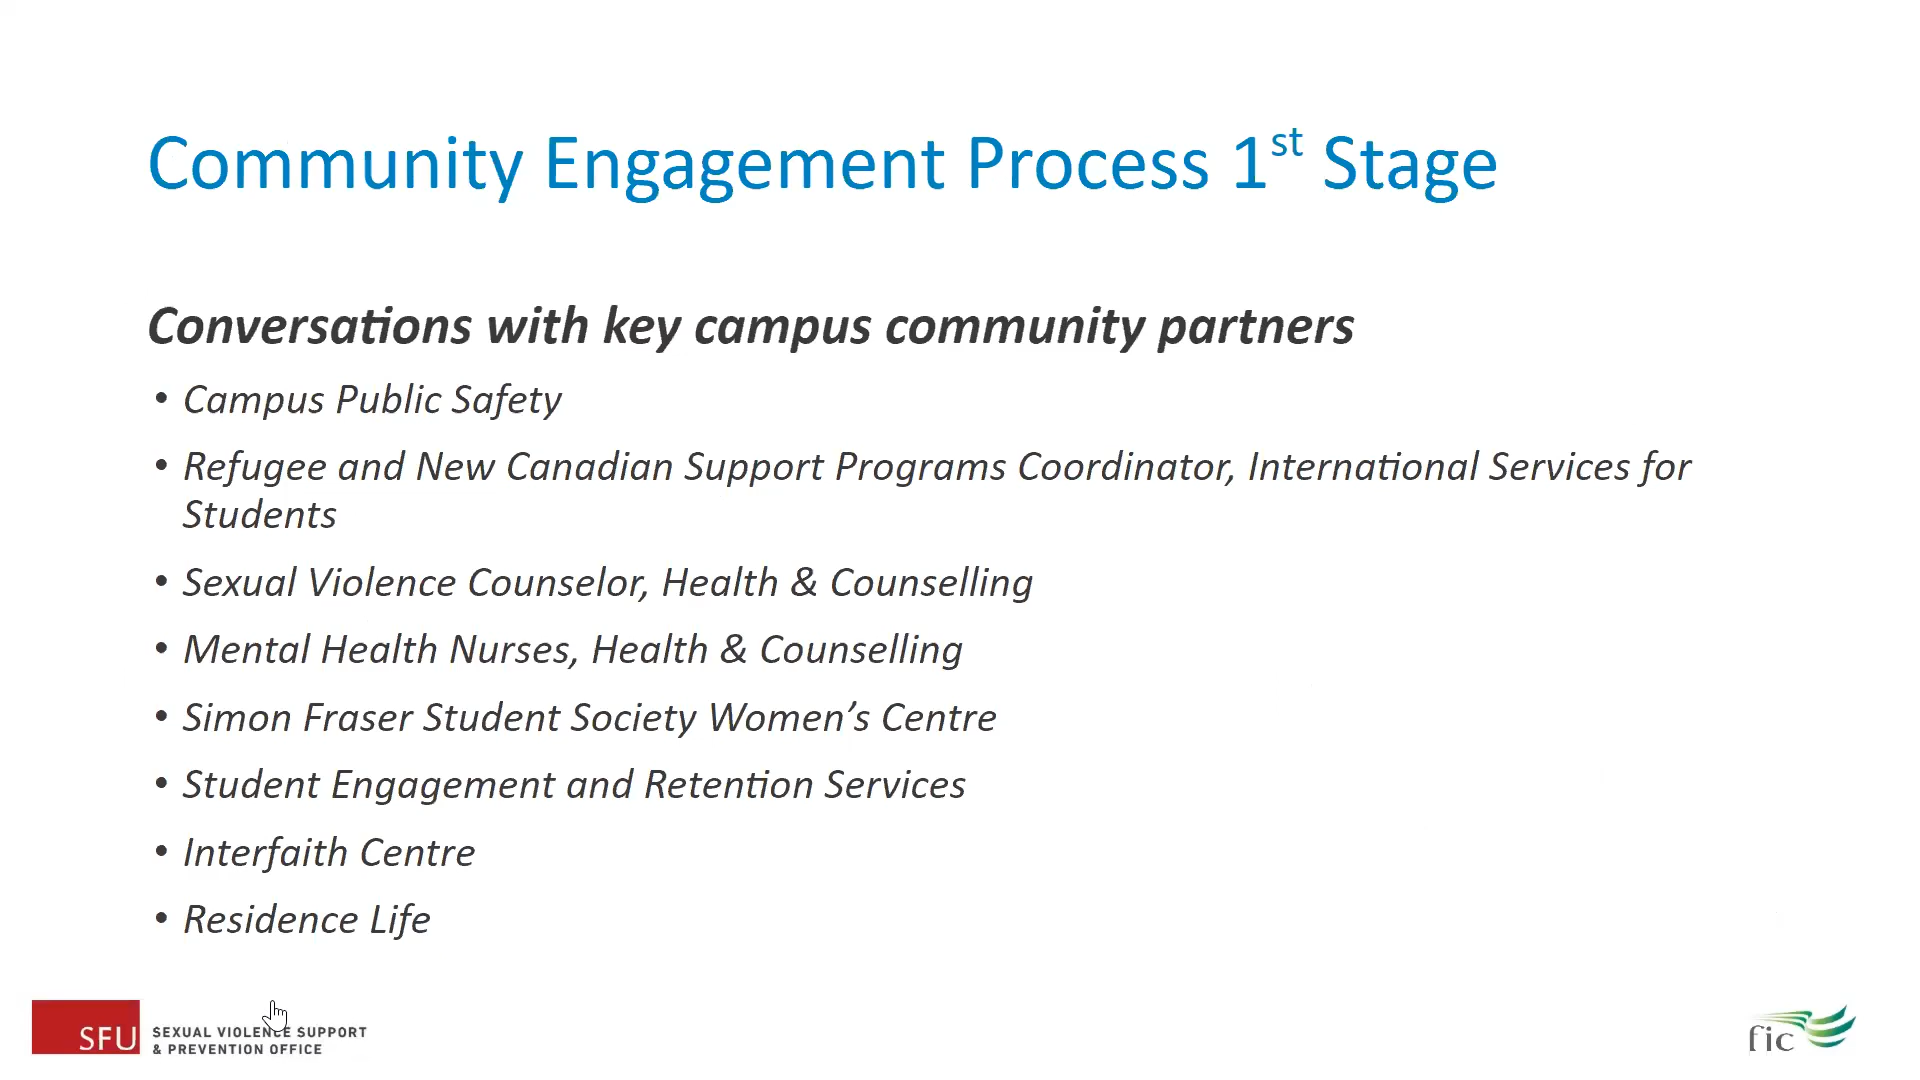 Community Engagement Process 1st Stage
Conversations with key campus community partners
• Campus Public Safety
• Refugee and New Canadian Support Programs Coordinator, International Services for
Students
• Sexual Violence Counselor, Health & Counselling
• Mental Health Nurses, Health & Counselling
• Simon Fraser Student Society Women’s Centre
• Student Engagement and Retention Services
• Interfaith Centre
• Residence Life
SFU
SEXUAL VIOLENCE SUPPORT
& PREVENTION OFFICE
fic